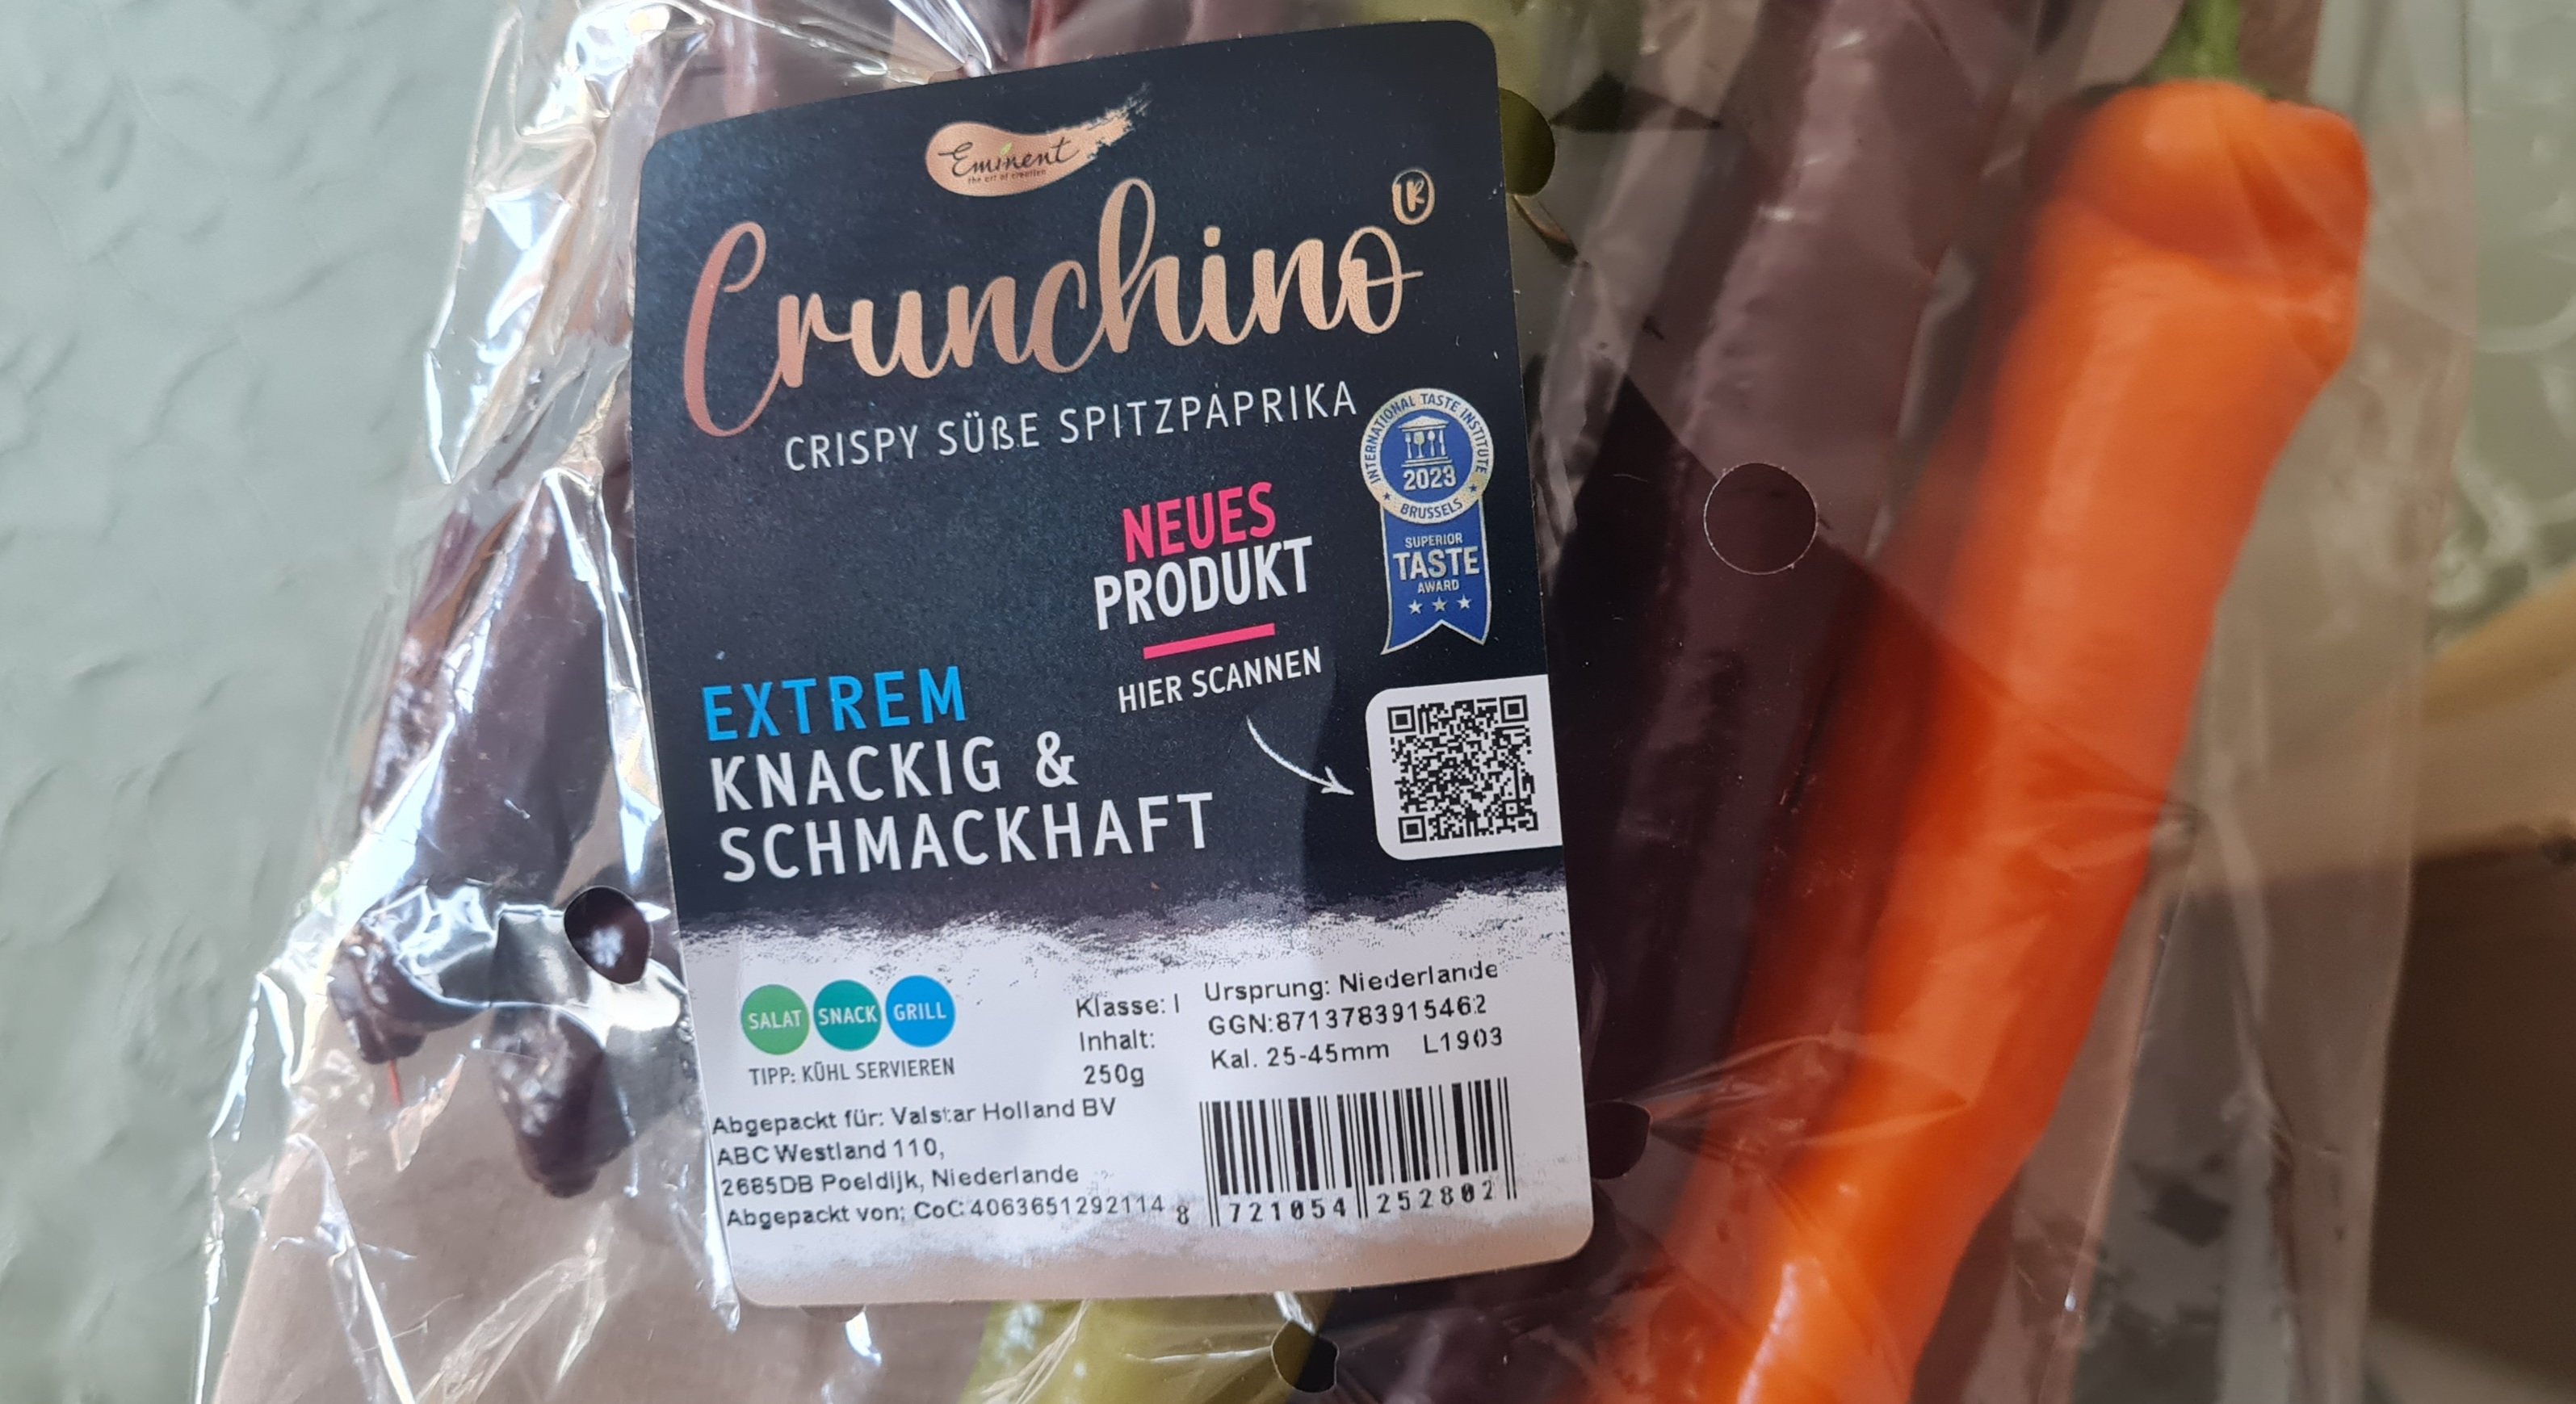 Eminent
the art of creation
Crunchino
CRISPY SÜßE SPITZPAPRIKA
INTERNATIONAL TASTE INSTITUTE
2023
BRUSSELS
SUPERIOR
TASTE
AWARD
NEUES
PRODUKT
HIER SCANNEN
EXTREM
KNACKIG &
SCHMACKHAFT
SALAT SNACK GRILL
TIPP: KÜHL SERVIEREN
Klasse: I
Inhalt:
250g
Ursprung: Niederlande
GGN:8713783915462
Kal. 25-45mm L1903
Abgepackt für: Valstar Holland BV
ABC Westland 110,
2685DB Poeldijk, Niederlande
Abgepackt von: CoC 4063651292114
8 721054 252802